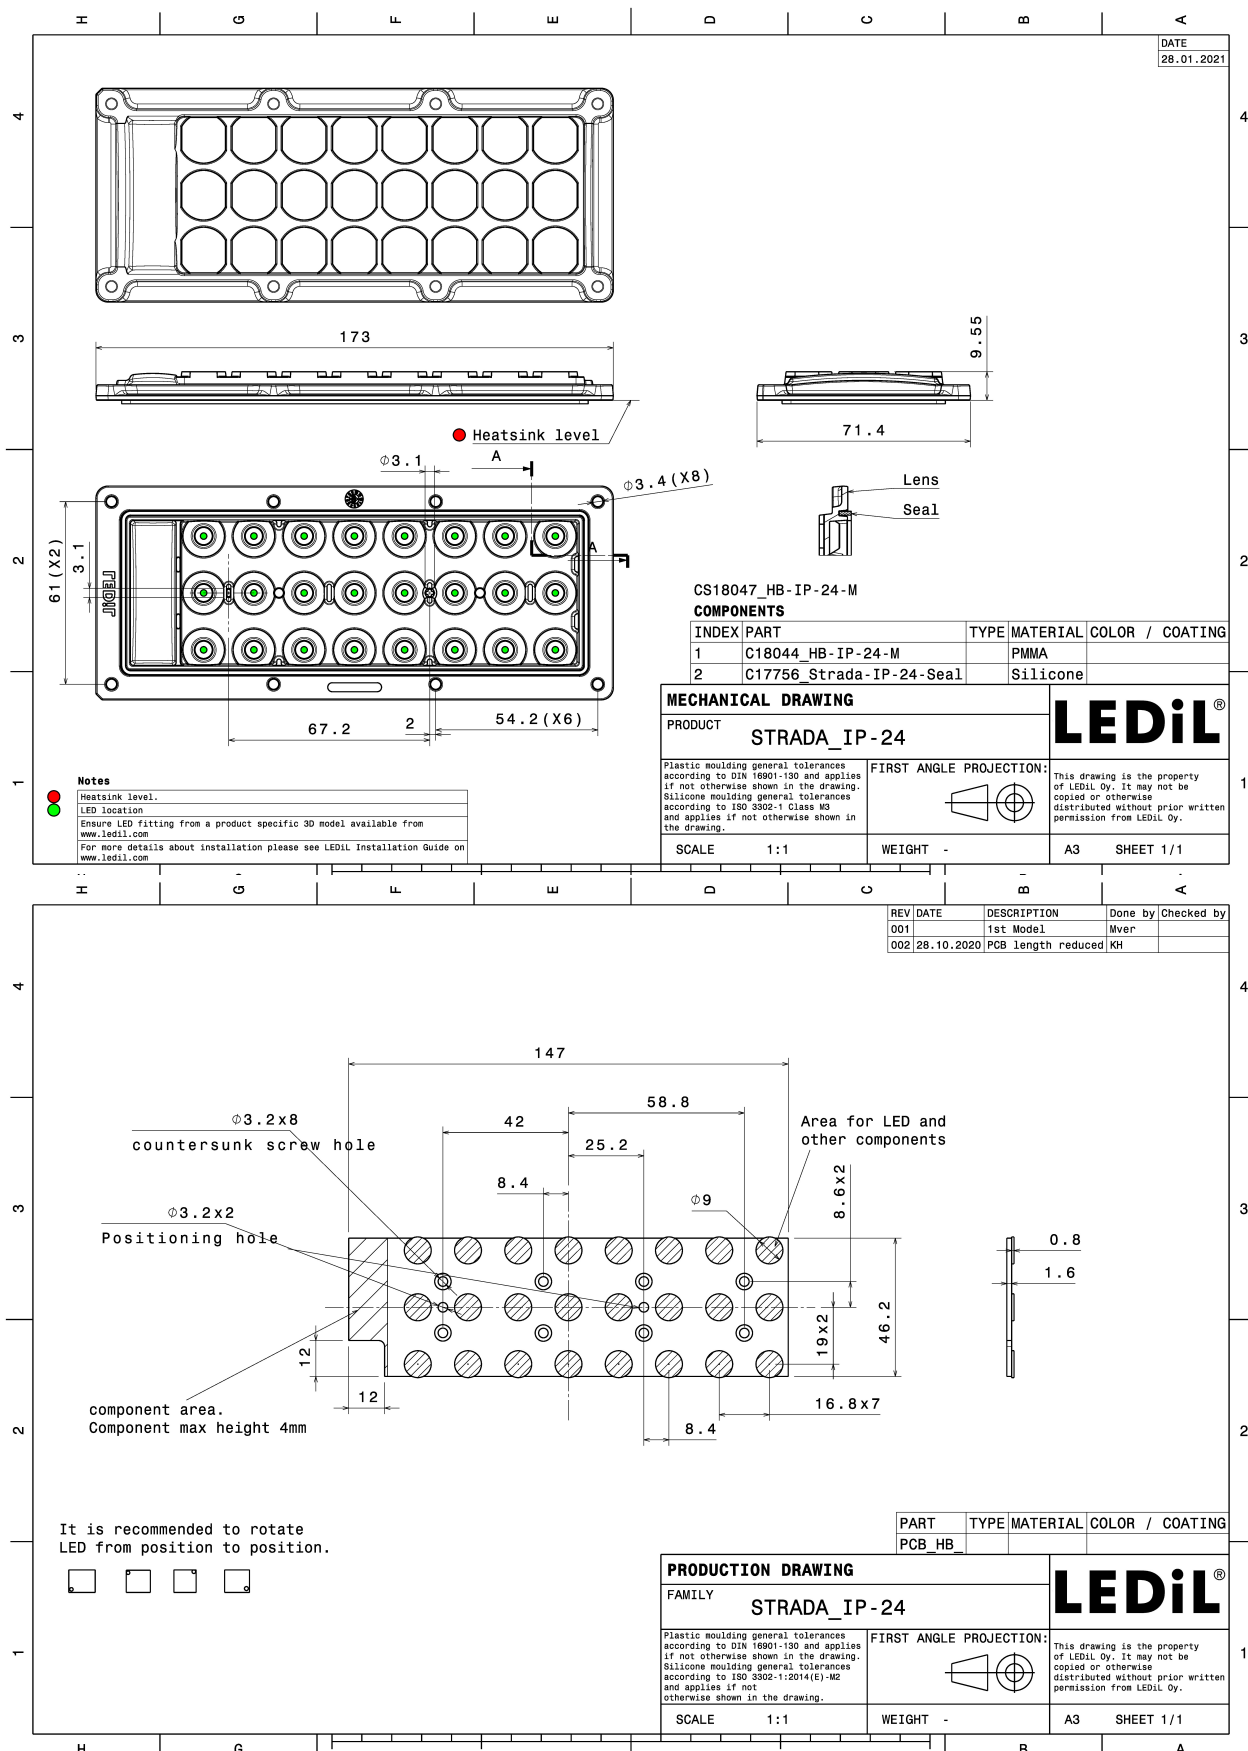 H G F E D C B A
DATE
28.01.2021
4 4
3 3
173
9.55
71.4
Heatsink level
A
⌀3.1
⌀3.4(X8)
Lens
Seal
A
61(X2)
3.1
LEDiL
2 2
67.2
2
54.2(X6)
CS18047_HB-IP-24-M
COMPONENTS
INDEX PART TYPE MATERIAL COLOR / COATING
1 C18044_HB-IP-24-M PMMA
2 C17756_Strada-IP-24-Seal Silicone
MECHANICAL DRAWING
PRODUCT
STRADA_IP-24
LEDiL®
Plastic moulding general tolerances
according to DIN 16901-130 and applies
if not otherwise shown in the drawing.
Silicone moulding general tolerances
according to ISO 3302-1 Class M3
and applies if not otherwise shown in
the drawing.
FIRST ANGLE PROJECTION:
This drawing is the property
of LEDiL Oy. It may not be
copied or otherwise
distributed without prior written
permission from LEDiL Oy.
SCALE 1:1 WEIGHT - A3 SHEET 1/1
1 1
Notes
Heatsink level.
LED location
Ensure LED fitting from a product specific 3D model available from
www.ledil.com
For more details about installation please see LEDiL Installation Guide on
www.ledil.com
H G F E D C B A
REV DATE DESCRIPTION Done by Checked by
001 1st Model Mver
002 28.10.2020 PCB length reduced KH
4 4
147
58.8
42
25.2
8.4
⌀3.2x8
countersunk screw hole
⌀3.2x2
Positioning hole
Area for LED and
other components
⌀9
8.6x2
3 3
0.8
1.6
46.2
19x2
12
12
16.8x7
8.4
component area.
Component max height 4mm
2 2
It is recommended to rotate
LED from position to position.
PART TYPE MATERIAL COLOR / COATING
PCB_HB_
PRODUCTION DRAWING
FAMILY
STRADA_IP-24
LEDiL®
Plastic moulding general tolerances
according to DIN 16901-130 and applies
if not otherwise shown in the drawing.
Silicone moulding general tolerances
according to ISO 3302-1:2014(E)-M2
and applies if not
otherwise shown in the drawing.
FIRST ANGLE PROJECTION:
This drawing is the property
of LEDiL Oy. It may not be
copied or otherwise
distributed without prior written
permission from LEDiL Oy.
1 1
SCALE 1:1 WEIGHT - A3 SHEET 1/1
H G B A